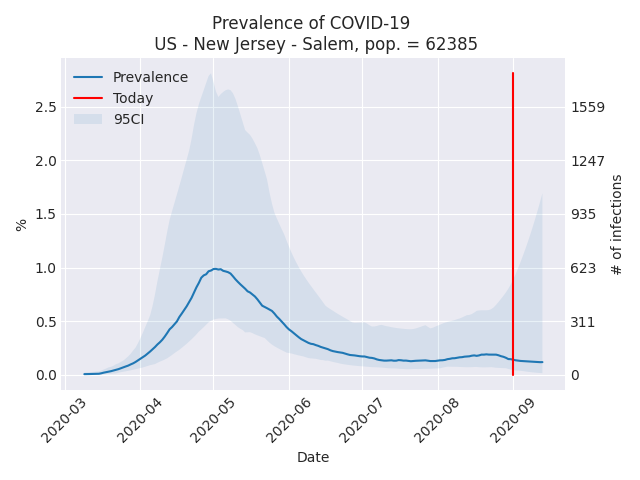 Prevalence of COVID-19
US - New Jersey - Salem, pop. = 62385
Prevalence
Today
95CI
2.5
2.0
1.5
1.0
0.5
0.0
%
1559
1247
935
623
311
0
# of infections
2020-03
2020-04
2020-05
2020-06
2020-07
2020-08
2020-09
Date